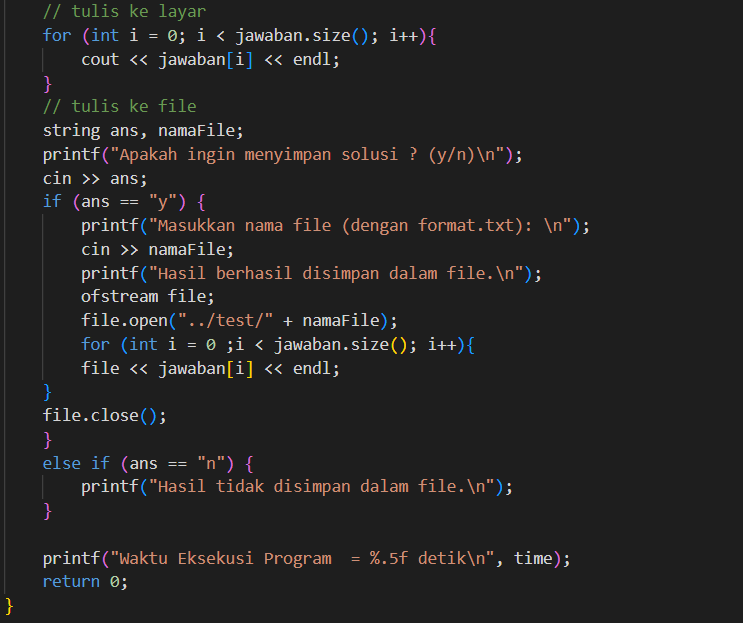 // tulis ke layar
for (int i = 0; i < jawaban.size(); i++){
cout << jawaban[i] << endl;
}
// tulis ke file
string ans, namaFile;
printf("Apakah ingin menyimpan solusi ? (y/n)\n");
cin >> ans;
if (ans == "y") {
printf("Masukkan nama file (dengan format.txt): \n");
cin >> namaFile;
printf("Hasil berhasil disimpan dalam file.\n");
ofstream file;
file.open("../test/" + namaFile);
for (int i = 0 ;i < jawaban.size(); i++){
file << jawaban[i] << endl;
}
file.close();
}
else if (ans == "n") {
printf("Hasil tidak disimpan dalam file.\n");
}
printf("Waktu Eksekusi Program  = %.5f detik\n", time);
return 0;
}